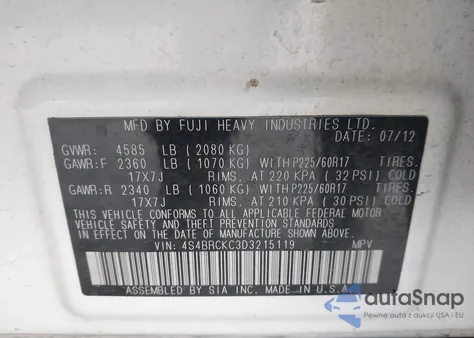 MFD BY FUJI HEAVY INDUSTRIES LTD.
DATE: 07/12
GVWR: 4585 LB (2080 KG)
GAWR:F 2360 LB (1070 KG) WITH P225/60R17 TIRES.
17X7J RIMS. AT 220 KPA ( 32 PSI) COLD
GAWR:R 2340 LB (1060 KG) WITH P225/60R17 TIRES.
17X7J RIMS. AT 210 KPA ( 30 PSI) COLD
THIS VEHICLE CONFORMS TO ALL APPLICABLE FEDERAL MOTOR
VEHICLE SAFETY AND THEFT PREVENTION STANDARDS
IN EFFECT ON THE DATE OF MANUFACTURE SHOWN ABOVE.
VIN: 4S4BRCKC3D3215119 MPV
ASSEMBLED BY SIA INC. MADE IN U.S.A.
autaSnap
Pewne auta z aukcji USA i EU